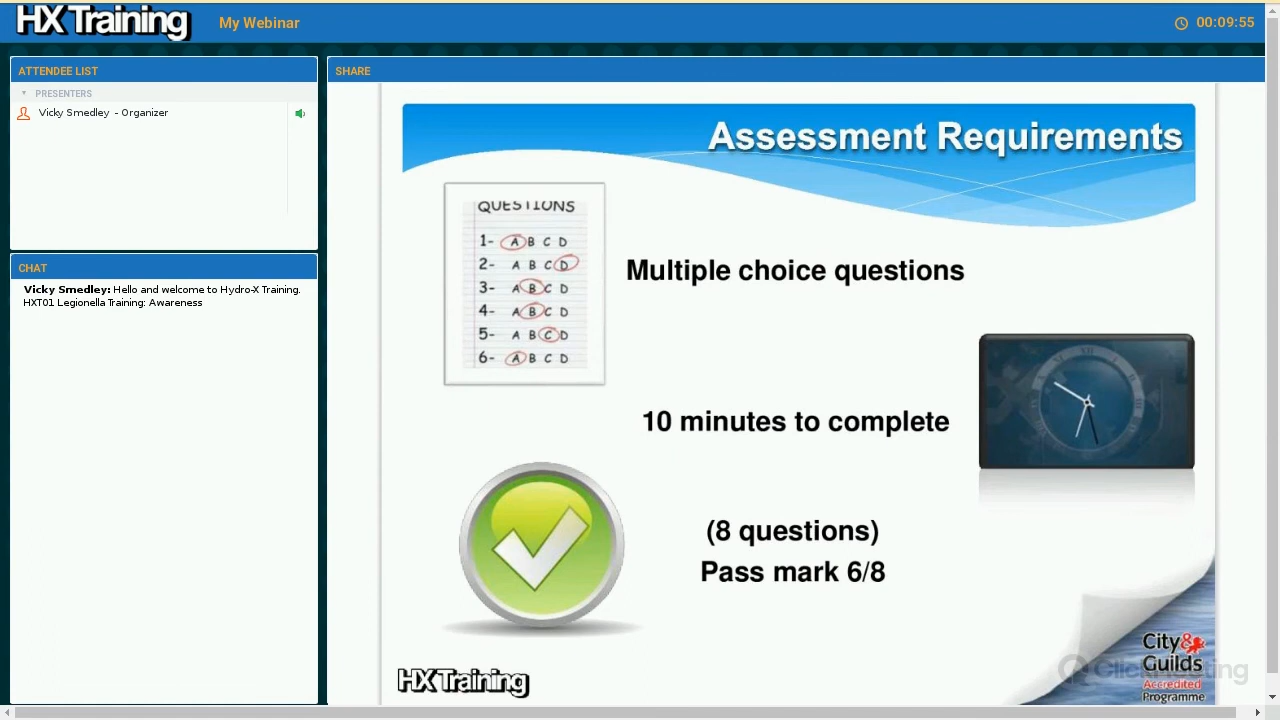 HX Training
My Webinar
00:09:55
ATTENDEE LIST
PRESENTERS
Vicky Smedley - Organizer
CHAT
Vicky Smedley: Hello and welcome to Hydro-X Training.
HXT01 Legionella Training: Awareness
SHARE
Assessment Requirements
QUESTIONS
1- A B C D
2- A B C D
3- A B C D
4- A B C D
5- A B C D
6- A B C D
Multiple choice questions
10 minutes to complete
(8 questions)
Pass mark 6/8
HX Training
City&
Guilds
Accredited
Programme
ClickMeeting